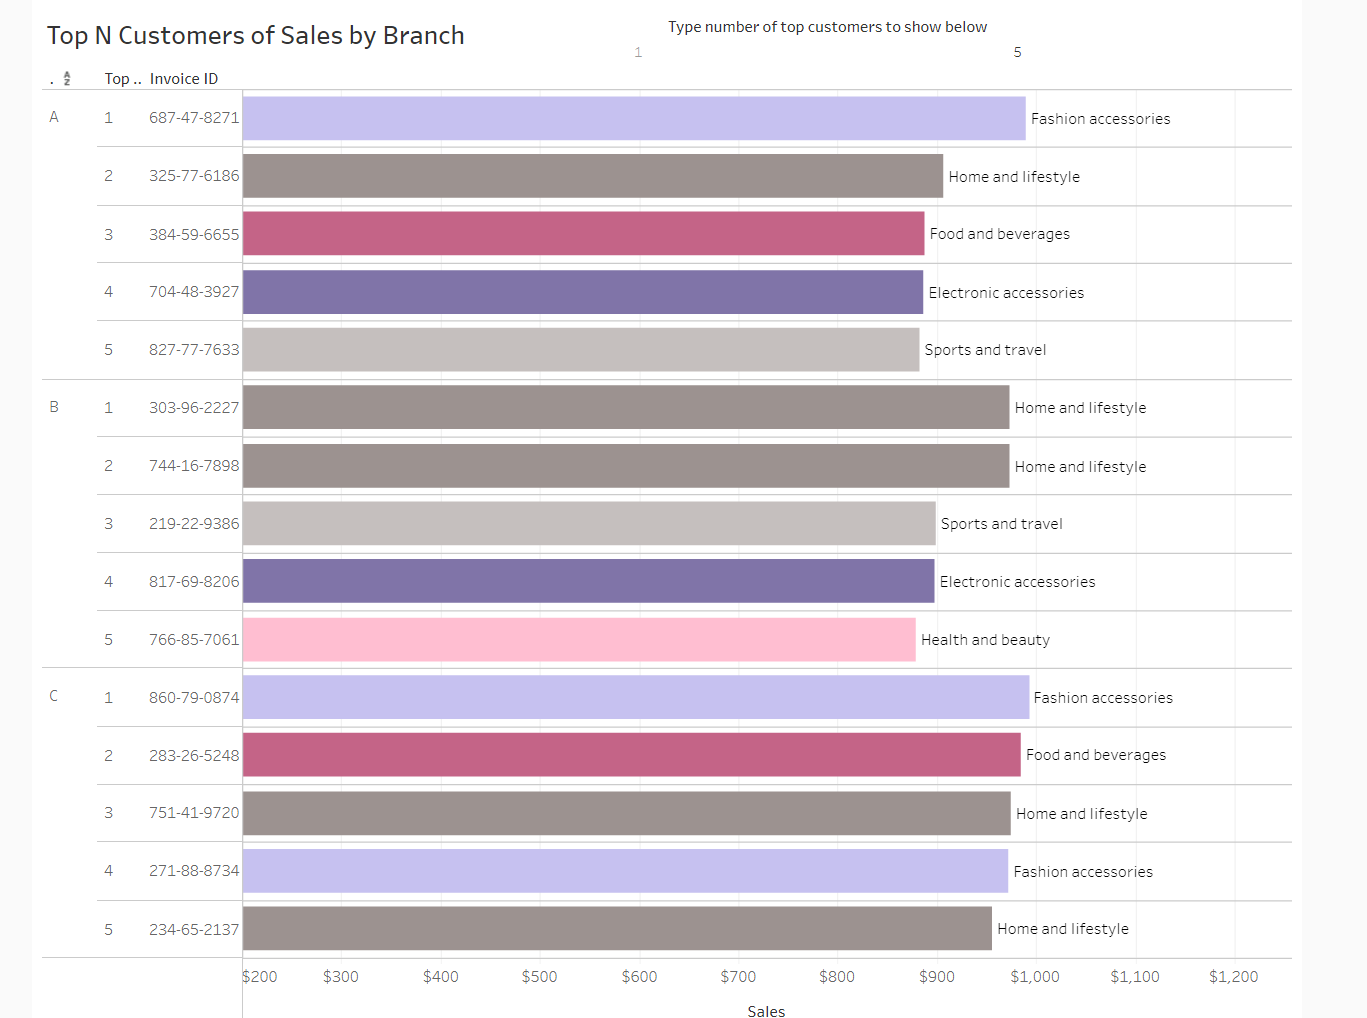 Top N Customers of Sales by Branch
Type number of top customers to show below
1
5
. A Z Top .. Invoice ID
A 1 687-47-8271 Fashion accessories
2 325-77-6186 Home and lifestyle
3 384-59-6655 Food and beverages
4 704-48-3927 Electronic accessories
5 827-77-7633 Sports and travel
B 1 303-96-2227 Home and lifestyle
2 744-16-7898 Home and lifestyle
3 219-22-9386 Sports and travel
4 817-69-8206 Electronic accessories
5 766-85-7061 Health and beauty
C 1 860-79-0874 Fashion accessories
2 283-26-5248 Food and beverages
3 751-41-9720 Home and lifestyle
4 271-88-8734 Fashion accessories
5 234-65-2137 Home and lifestyle
$200 $300 $400 $500 $600 $700 $800 $900 $1,000 $1,100 $1,200
Sales